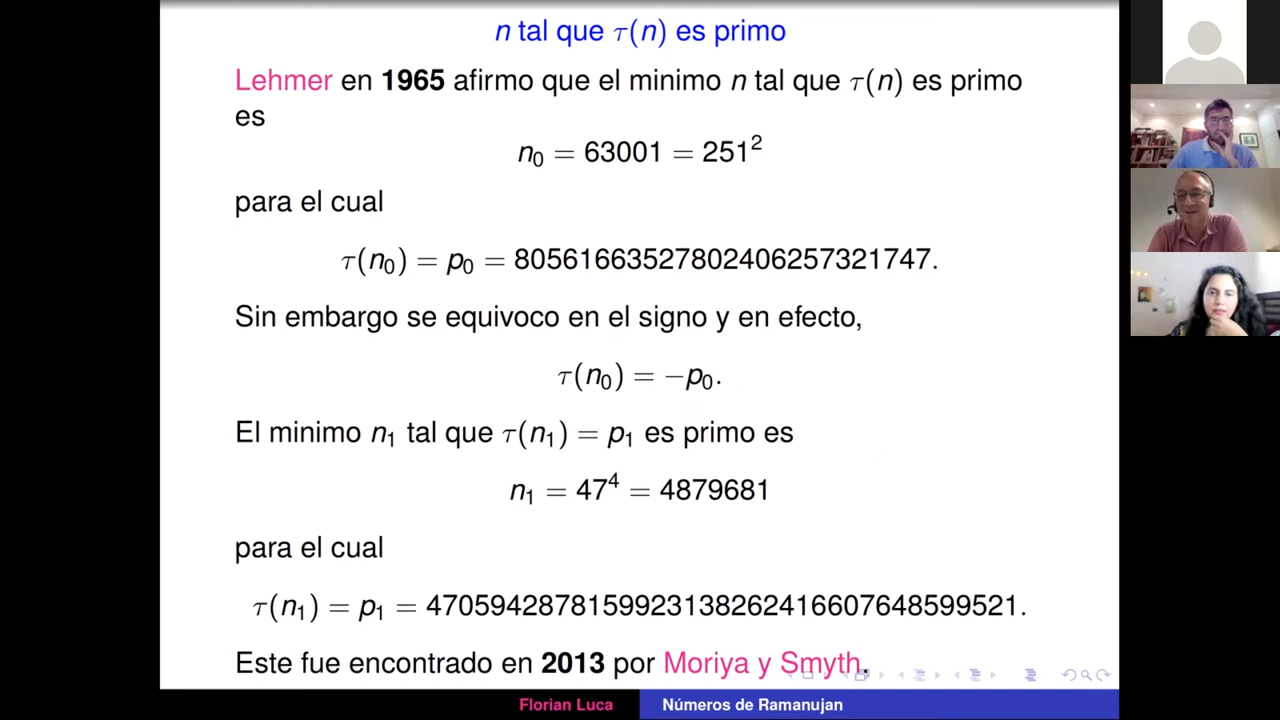 n tal que τ(n) es primo
Lehmer en 1965 afirmo que el minimo n tal que τ(n) es primo
es
n₀ = 63001 = 251²
para el cual
τ(n₀) = p₀ = 80561663527802406257321747.
Sin embargo se equivoco en el signo y en efecto,
τ(n₀) = −p₀.
El minimo n₁ tal que τ(n₁) = p₁ es primo es
n₁ = 47⁴ = 4879681
para el cual
τ(n₁) = p₁ = 470594287815992313826241660764​8599521.
Este fue encontrado en 2013 por Moriya y Smyth.
Florian Luca
Números de Ramanujan